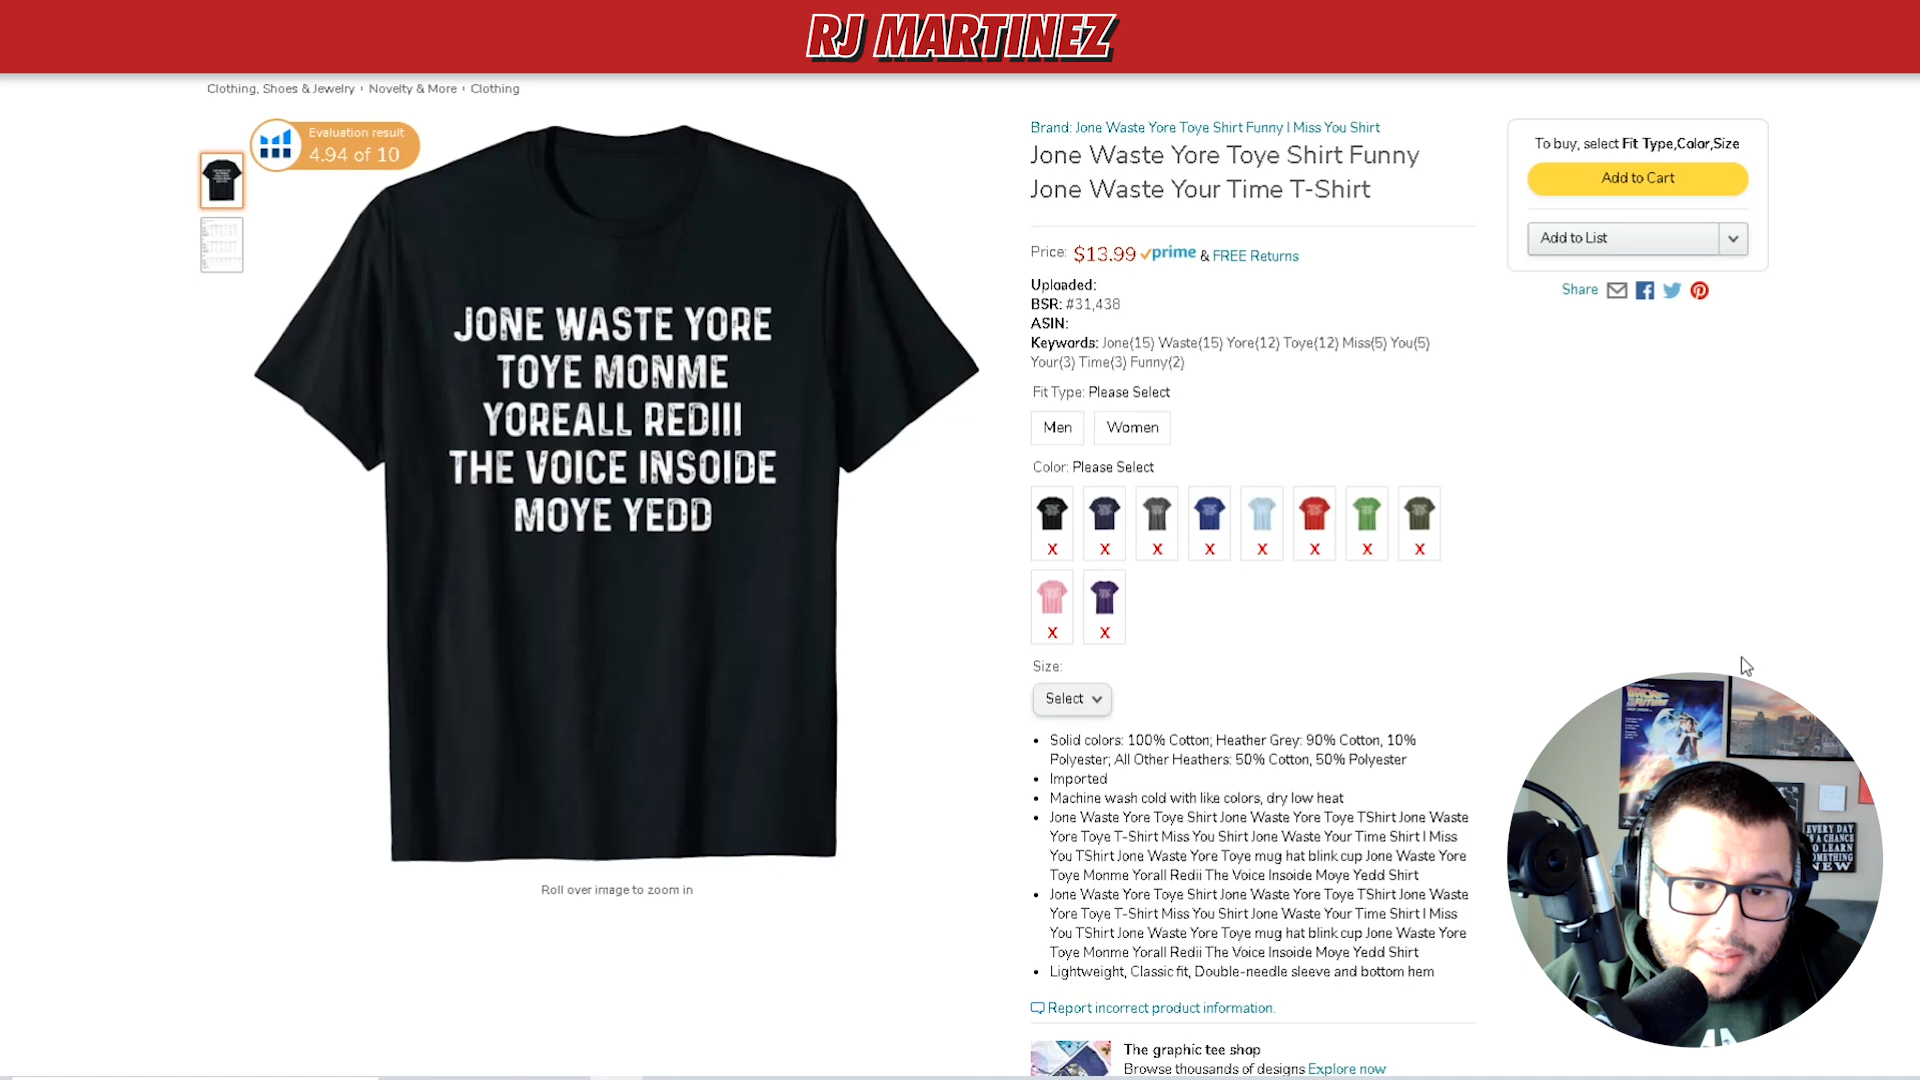 RJ MARTINEZ
Clothing, Shoes & Jewelry › Novelty & More › Clothing
Evaluation result
4.94 of 10
JONE WASTE YORE
TOYE MONME
YOREALL REDIII
THE VOICE INSOIDE
MOYE YEDD
Roll over image to zoom in
Brand: Jone Waste Yore Toye Shirt Funny I Miss You Shirt
Jone Waste Yore Toye Shirt Funny
Jone Waste Your Time T-Shirt
Price: $13.99 prime & FREE Returns
Uploaded:
BSR: #31,438
ASIN:
Keywords: Jone(15) Waste(15) Yore(12) Toye(12) Miss(5) You(5)
Your(3) Time(3) Funny(2)
Fit Type: Please Select
Men Women
Color: Please Select
X X X X X X X X
X X
Size:
Select
• Solid colors: 100% Cotton; Heather Grey: 90% Cotton, 10%
Polyester; All Other Heathers: 50% Cotton, 50% Polyester
• Imported
• Machine wash cold with like colors, dry low heat
• Jone Waste Yore Toye Shirt Jone Waste Yore Toye TShirt Jone Waste
Yore Toye T-Shirt Miss You Shirt Jone Waste Your Time Shirt I Miss
You TShirt Jone Waste Yore Toye mug hat blink cup Jone Waste Yore
Toye Monme Yorall Redii The Voice Insoide Moye Yedd Shirt
• Jone Waste Yore Toye Shirt Jone Waste Yore Toye TShirt Jone Waste
Yore Toye T-Shirt Miss You Shirt Jone Waste Your Time Shirt I Miss
You TShirt Jone Waste Yore Toye mug hat blink cup Jone Waste Yore
Toye Monme Yorall Redii The Voice Insoide Moye Yedd Shirt
• Lightweight, Classic fit, Double-needle sleeve and bottom hem
Report incorrect product information.
The graphic tee shop
Browse thousands of designs Explore now
To buy, select Fit Type,Color,Size
Add to Cart
Add to List
Share
BACK
FUTURE
EVERY DAY
IS A CHANCE
TO LEARN
SOMETHING
NEW